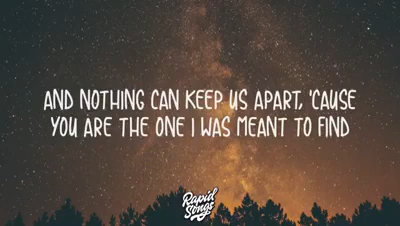 AND NOTHING CAN KEEP US APART, 'CAUSE
YOU ARE THE ONE I WAS MEANT TO FIND
Rapid
Songs